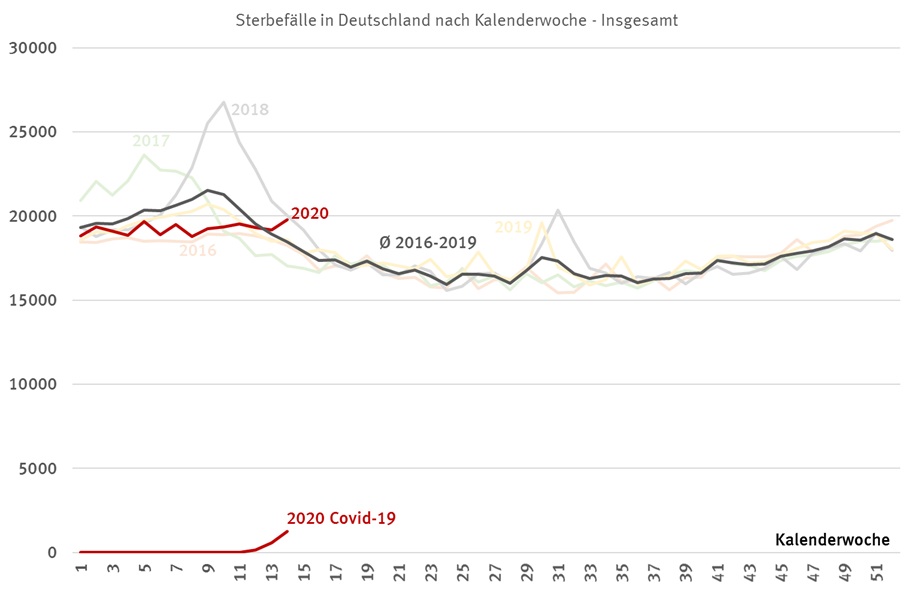 Sterbefälle in Deutschland nach Kalenderwoche - Insgesamt
30000
25000
20000
15000
10000
5000
0
2017
2018
2020
2016
Ø 2016-2019
2019
2020 Covid-19
Kalenderwoche
1 3 5 7 9 11 13 15 17 19 21 23 25 27 29 31 33 35 37 39 41 43 45 47 49 51